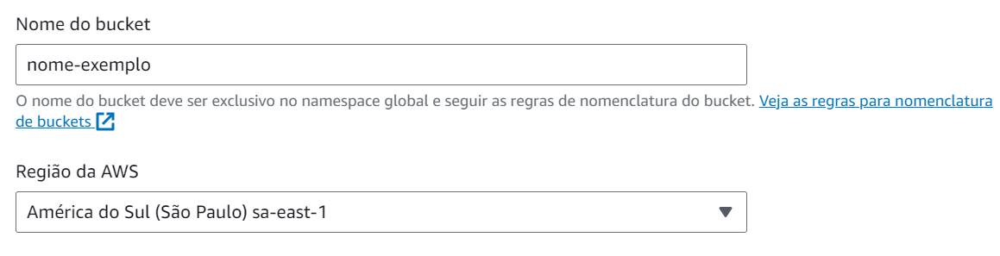 Nome do bucket
nome-exemplo
O nome do bucket deve ser exclusivo no namespace global e seguir as regras de nomenclatura do bucket. Veja as regras para nomenclatura
de buckets
Região da AWS
América do Sul (São Paulo) sa-east-1